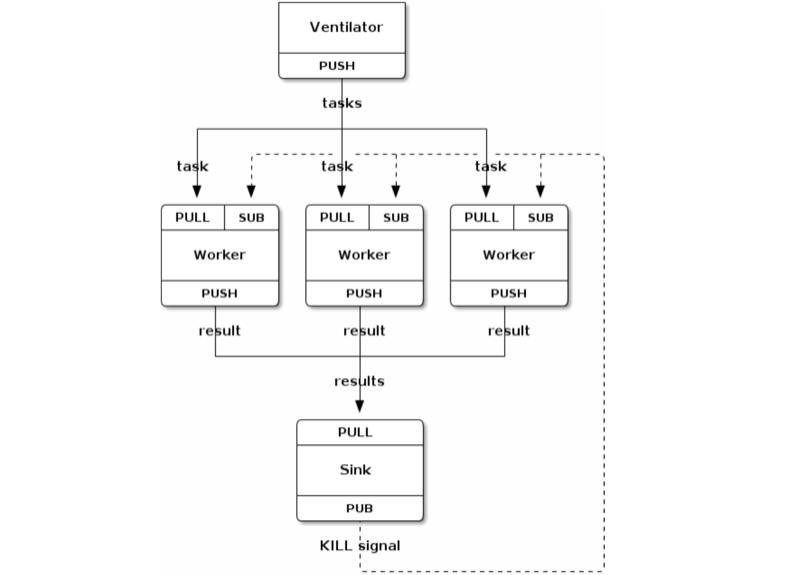 Ventilator
PUSH
tasks
task task task
PULL SUB PULL SUB PULL SUB
Worker Worker Worker
PUSH PUSH PUSH
result result result
results
PULL
Sink
PUB
KILL signal